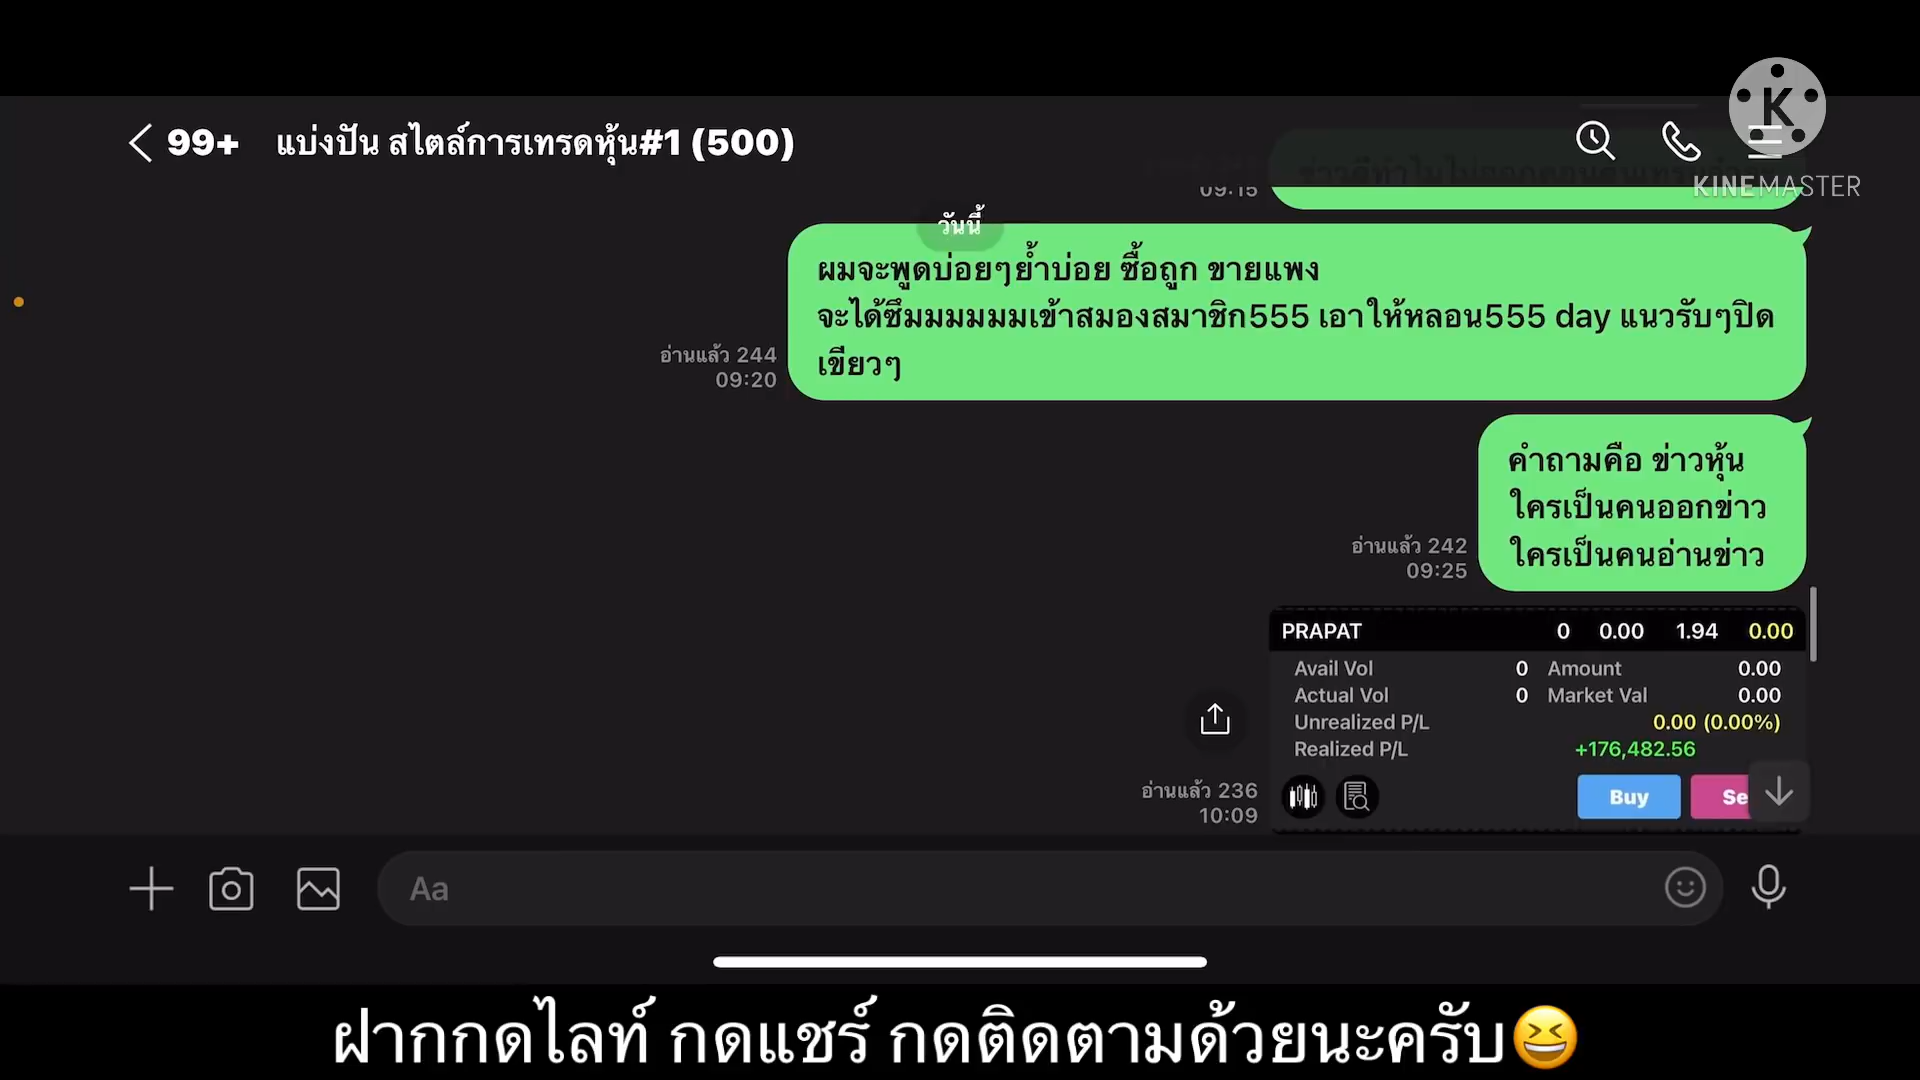 99+ แบ่งปัน สไตล์การเทรดหุ้น#1 (500)
KINEMASTER
09:15
วันนี้
ผมจะพูดบ่อยๆย้ำบ่อย ซื้อถูก ขายแพง
จะได้ซึมมมมมมเข้าสมองสมาชิก555 เอาให้หลอน555 day แนวรับๆปิด
เขียวๆ
อ่านแล้ว 244
09:20
คำถามคือ ข่าวหุ้น
ใครเป็นคนออกข่าว
ใครเป็นคนอ่านข่าว
อ่านแล้ว 242
09:25
PRAPAT 0 0.00 1.94 0.00
Avail Vol 0 Amount 0.00
Actual Vol 0 Market Val 0.00
Unrealized P/L 0.00 (0.00%)
Realized P/L +176,482.56
Buy Se
อ่านแล้ว 236
10:09
Aa
ฝากกดไลท์ กดแชร์ กดติดตามด้วยนะครับ😆